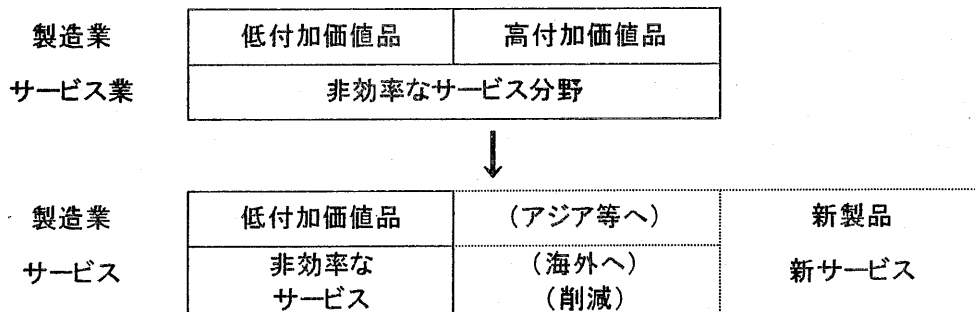 製造業 低付加価値品 高付加価値品
サービス業 非効率なサービス分野
↓
製造業 低付加価値品 (アジア等へ) 新製品
サービス 非効率な
サービス (海外へ)
(削減) 新サービス